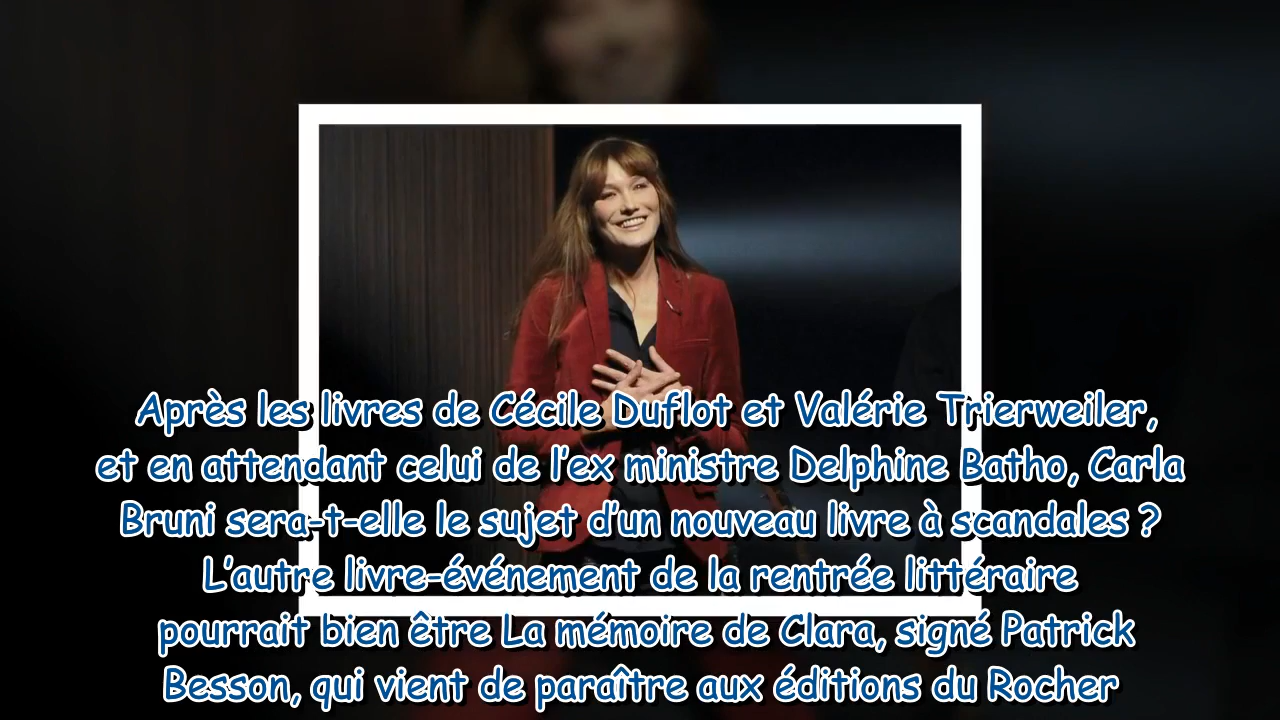 Après les livres de Cécile Duflot et Valérie Trierweiler,
et en attendant celui de l’ex ministre Delphine Batho, Carla
Bruni sera-t-elle le sujet d’un nouveau livre à scandales ?
L’autre livre-événement de la rentrée littéraire
pourrait bien être La mémoire de Clara, signé Patrick
Besson, qui vient de paraître aux éditions du Rocher